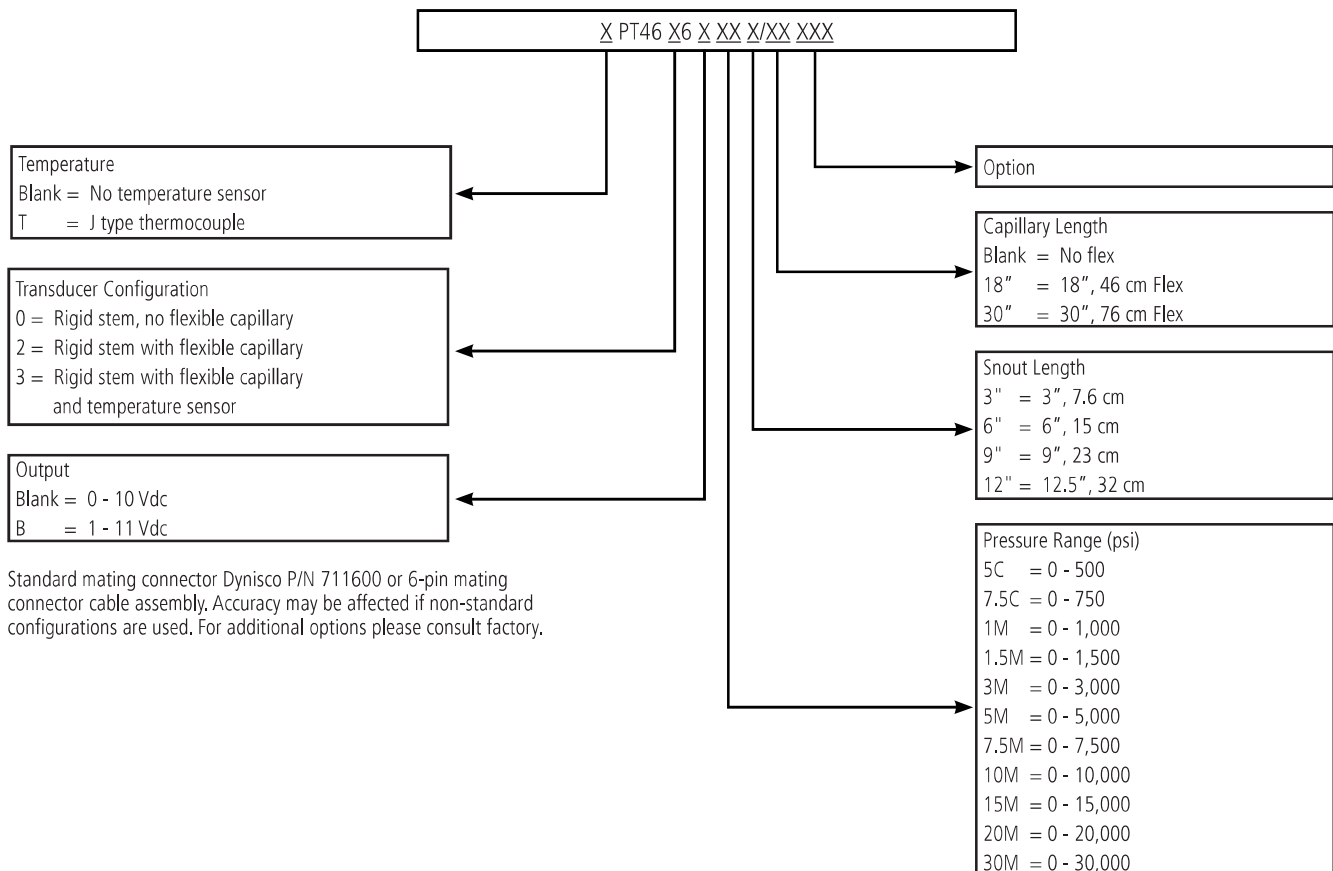 X PT46 X6 X XX X/XX XXX
Temperature
Blank = No temperature sensor
T = J type thermocouple
Transducer Configuration
0 = Rigid stem, no flexible capillary
2 = Rigid stem with flexible capillary
3 = Rigid stem with flexible capillary
and temperature sensor
Output
Blank = 0 - 10 Vdc
B = 1 - 11 Vdc
Standard mating connector Dynisco P/N 711600 or 6-pin mating
connector cable assembly. Accuracy may be affected if non-standard
configurations are used. For additional options please consult factory.
Option
Capillary Length
Blank = No flex
18" = 18", 46 cm Flex
30" = 30", 76 cm Flex
Snout Length
3" = 3", 7.6 cm
6" = 6", 15 cm
9" = 9", 23 cm
12" = 12.5", 32 cm
Pressure Range (psi)
5C = 0 - 500
7.5C = 0 - 750
1M = 0 - 1,000
1.5M = 0 - 1,500
3M = 0 - 3,000
5M = 0 - 5,000
7.5M = 0 - 7,500
10M = 0 - 10,000
15M = 0 - 15,000
20M = 0 - 20,000
30M = 0 - 30,000